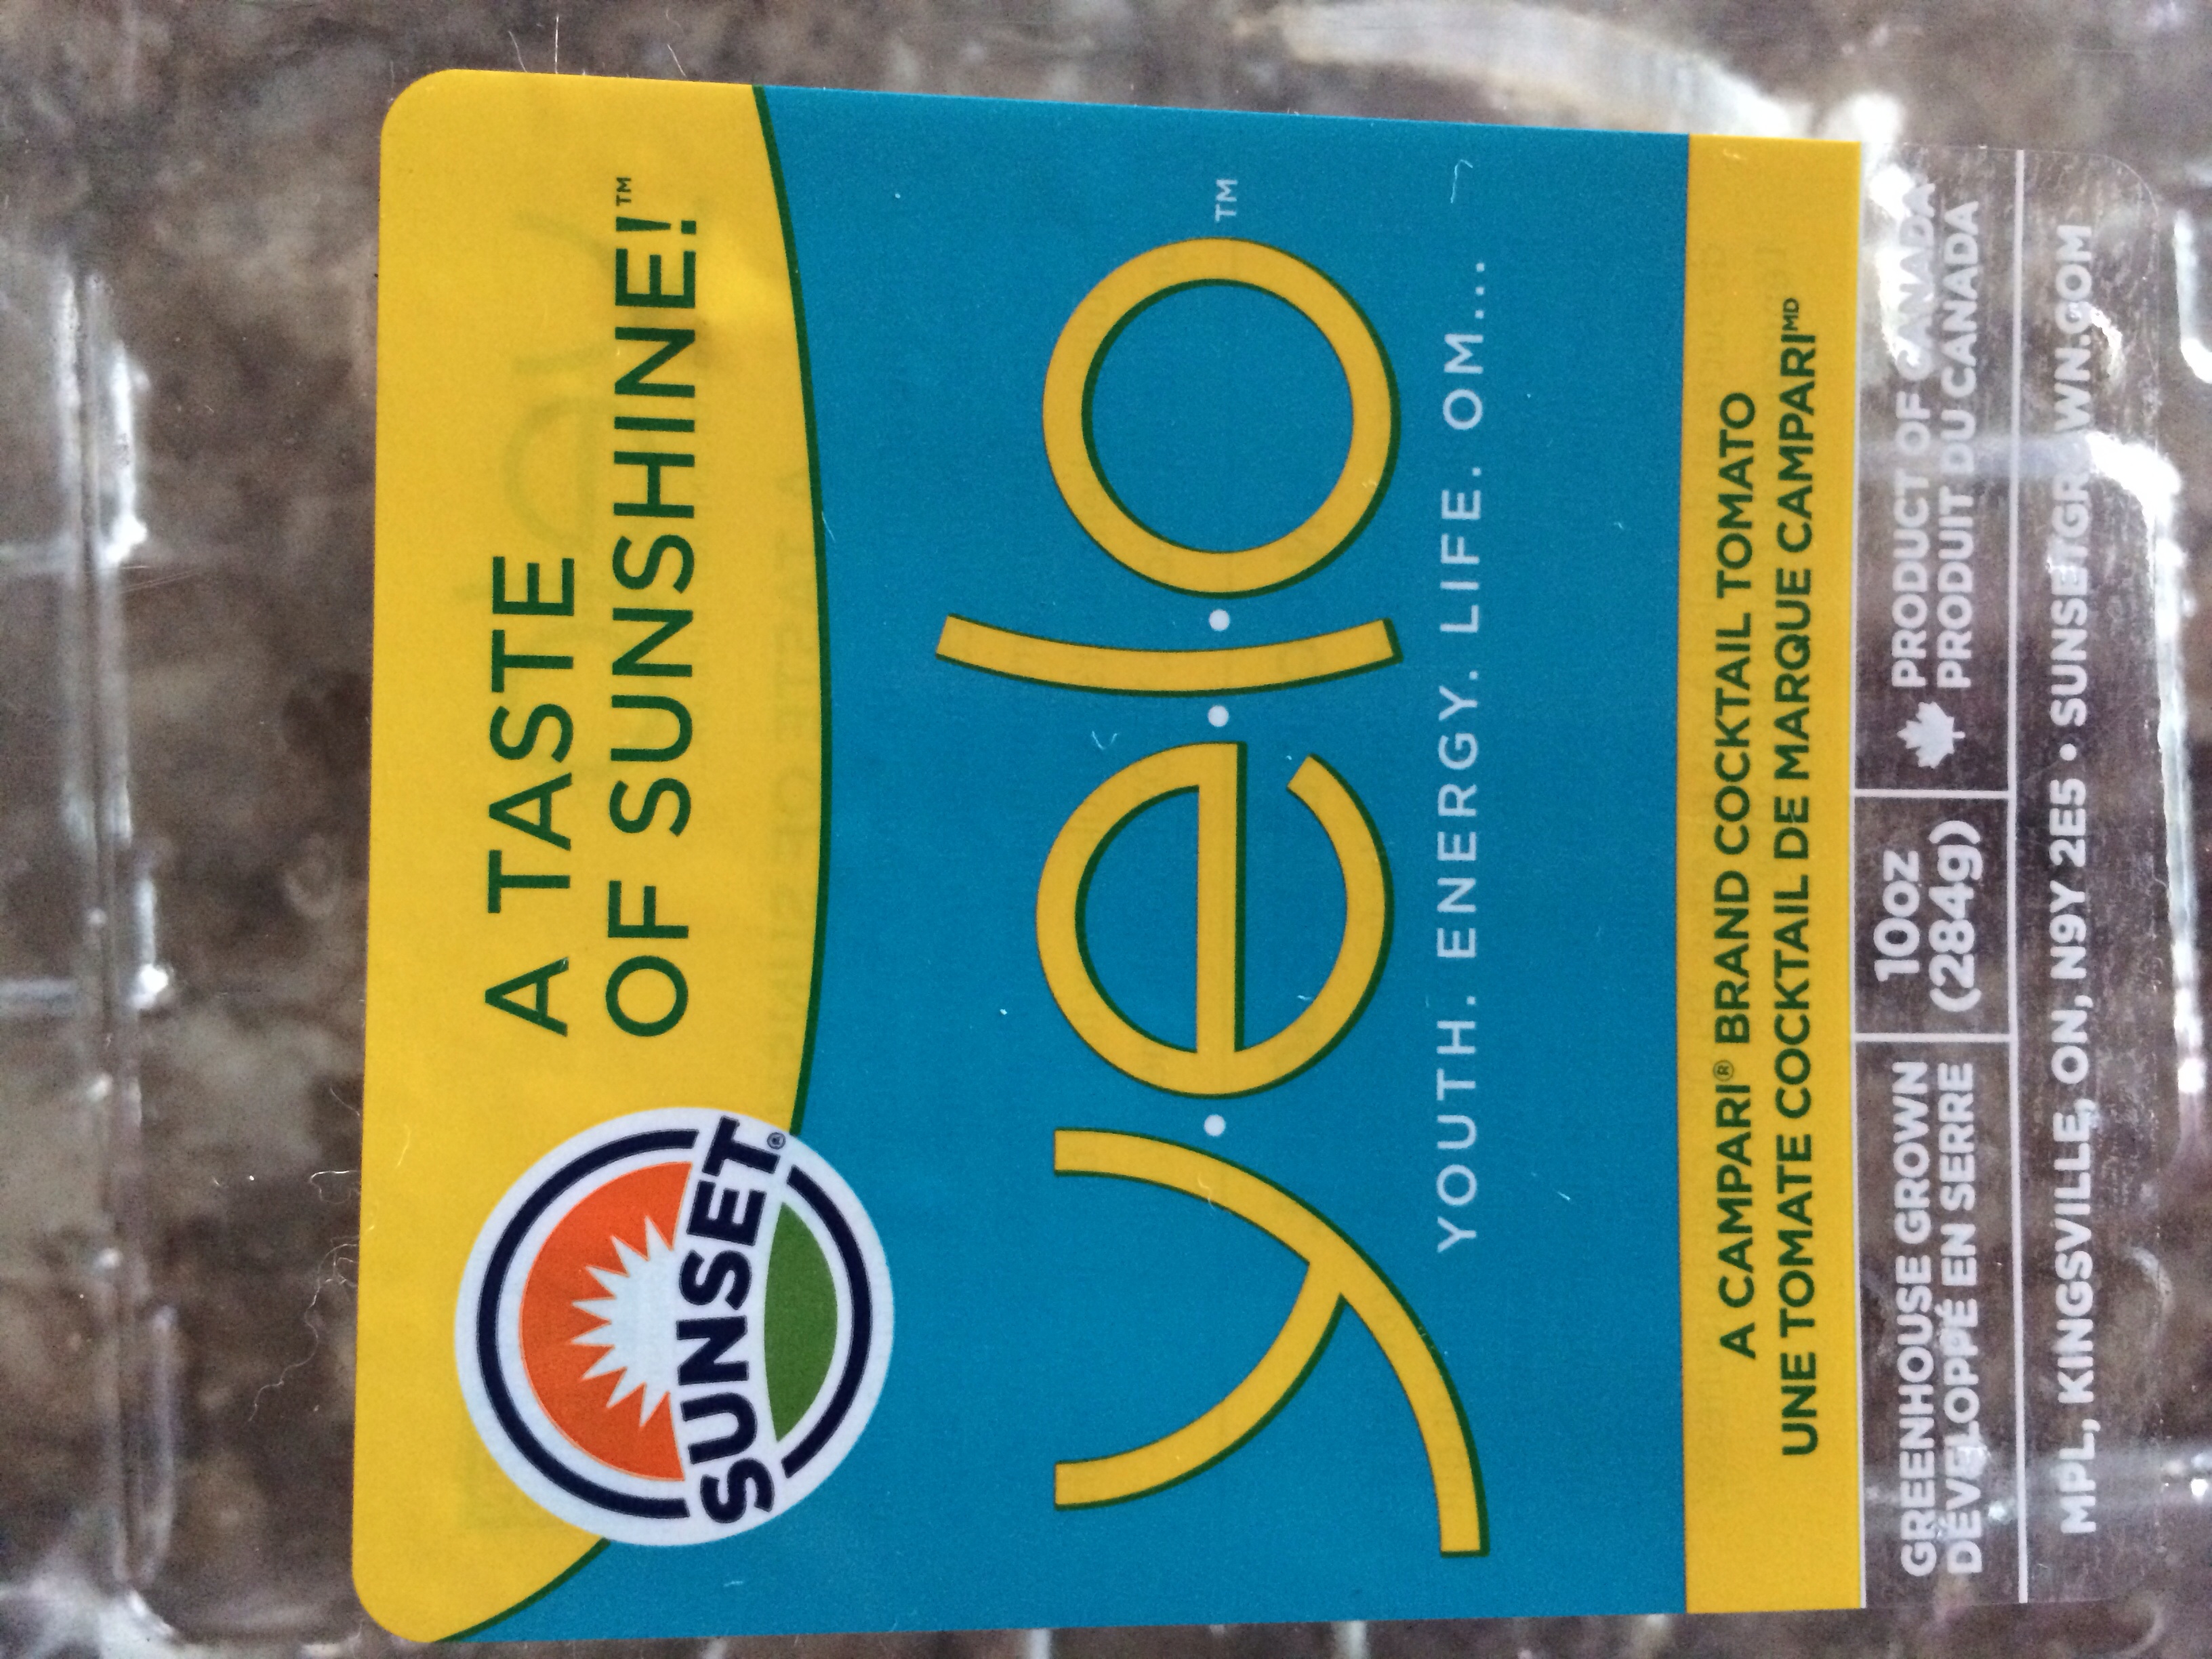 A TASTE
OF SUNSHINE!™
SUNSET®
y•e•l•o™
YOUTH. ENERGY. LIFE. OM...
A CAMPARI® BRAND COCKTAIL TOMATO
UNE TOMATE COCKTAIL DE MARQUE CAMPARIᴹᴰ
GREENHOUSE GROWN
DÉVELOPPÉ EN SERRE
10oz
(284g)
PRODUCT OF CANADA
PRODUIT DU CANADA
MPL, KINGSVILLE, ON, N9Y 2E5 • SUNSETGROWN.COM